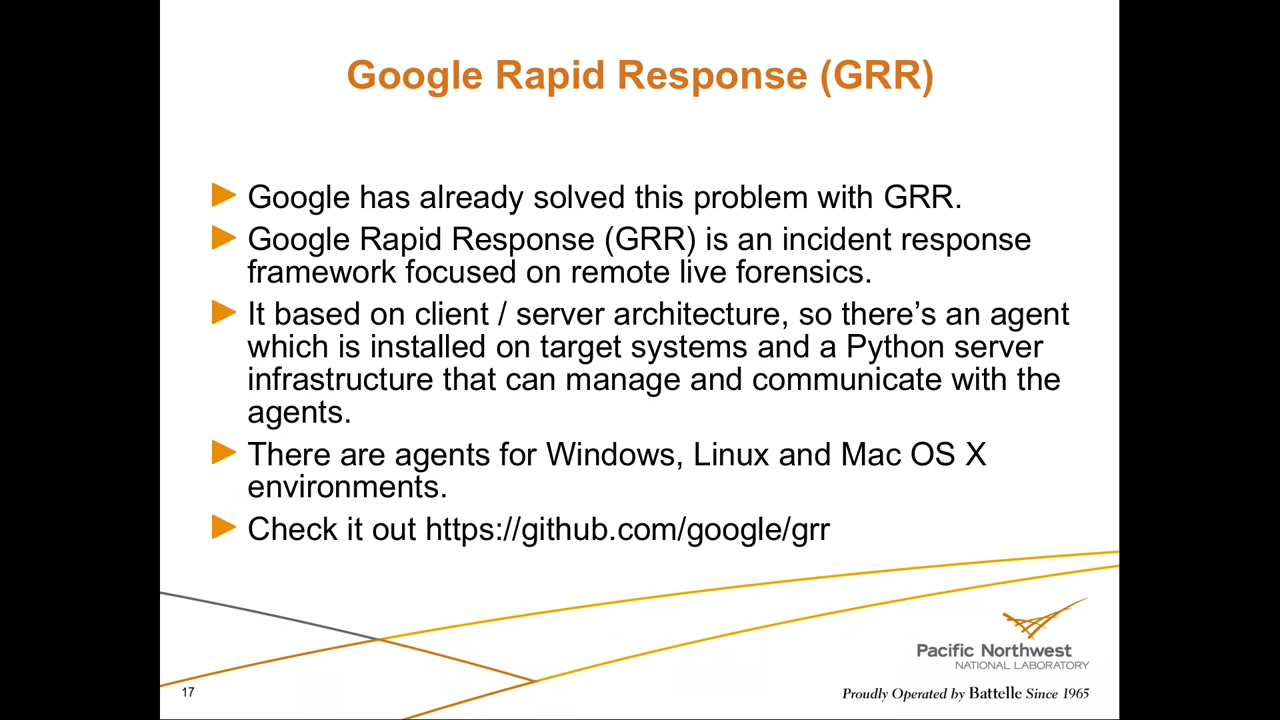 Google Rapid Response (GRR)
Google has already solved this problem with GRR.
Google Rapid Response (GRR) is an incident response
framework focused on remote live forensics.
It based on client / server architecture, so there’s an agent
which is installed on target systems and a Python server
infrastructure that can manage and communicate with the
agents.
There are agents for Windows, Linux and Mac OS X
environments.
Check it out https://github.com/google/grr
Pacific Northwest
NATIONAL LABORATORY
17
Proudly Operated by Battelle Since 1965